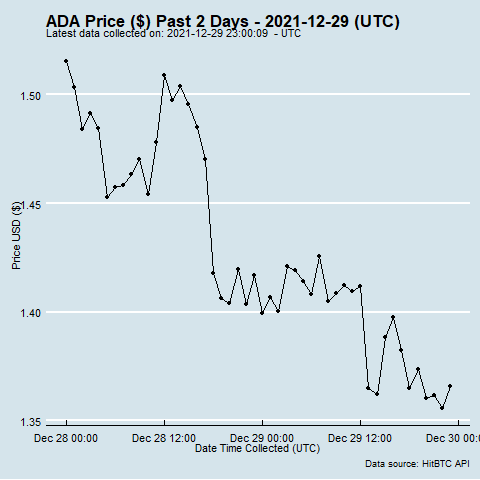 ADA Price ($) Past 2 Days - 2021-12-29 (UTC)
Latest data collected on: 2021-12-29 23:00:09 - UTC
1.50
1.45
1.40
1.35
Price USD ($)
Dec 28 00:00 Dec 28 12:00 Dec 29 00:00 Dec 29 12:00 Dec 30 00
Date Time Collected (UTC)
Data source: HitBTC API